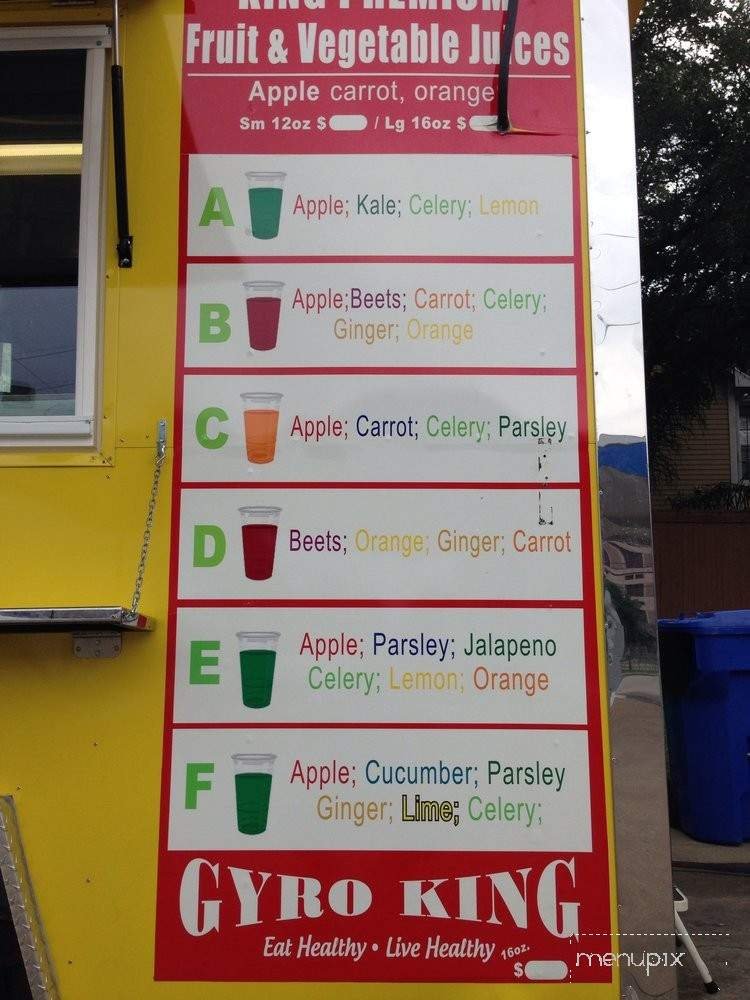 KING PREMIUM
Fruit & Vegetable Juices
Apple carrot, orange
Sm 12oz $ / Lg 16oz $
A Apple; Kale; Celery; Lemon
B Apple;Beets; Carrot; Celery;
Ginger; Orange
C Apple; Carrot; Celery; Parsley
D Beets; Orange; Ginger; Carrot
E Apple; Parsley; Jalapeno
Celery; Lemon; Orange
F Apple; Cucumber; Parsley
Ginger; Lime; Celery;
GYRO KING
Eat Healthy • Live Healthy 16oz.
$
menupix